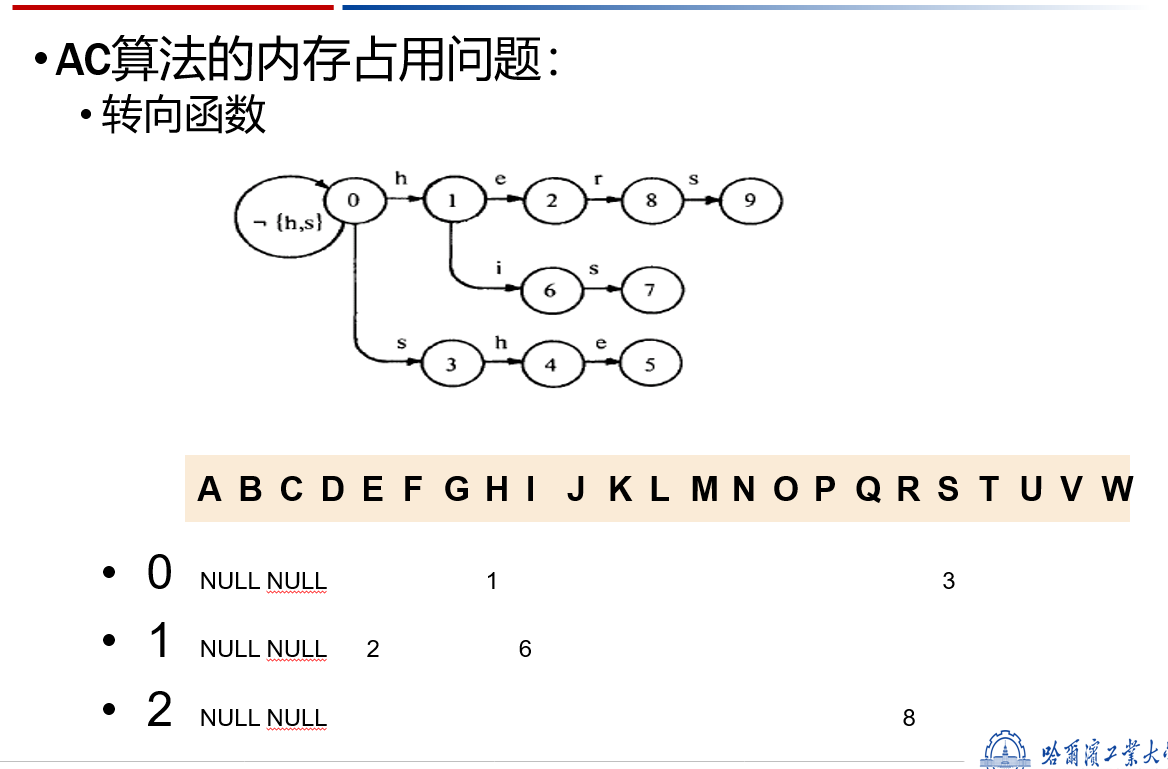 •AC算法的内存占用问题：
•转向函数
h e r s
0 1 2 8 9
¬ {h,s}
i s
6 7
s h e
3 4 5
A B C D E F G H I J K L M N O P Q R S T U V W
• 0 NULL NULL 1 3
• 1 NULL NULL 2 6
• 2 NULL NULL 8
哈爾濱工業大